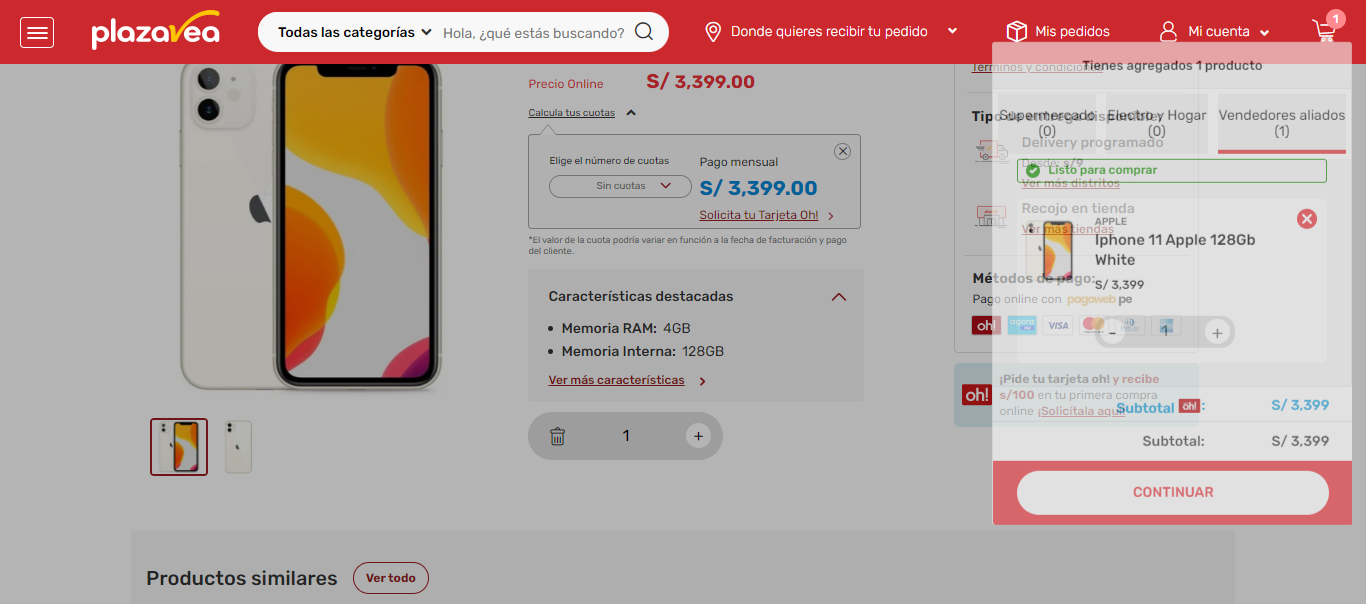 plazavea
Todas las categorías
Hola, ¿qué estás buscando?
Donde quieres recibir tu pedido
Mis pedidos
Mi cuenta
1
Precio Online
S/ 3,399.00
Calcula tus cuotas
Elige el número de cuotas
Sin cuotas
Pago mensual
S/ 3,399.00
Solicita tu Tarjeta Oh!
*El valor de la cuota podría variar en función a la fecha de facturación y pago
del cliente.
Características destacadas
Memoria RAM: 4GB
Memoria Interna: 128GB
Ver más características
1
+
Términos y condiciones
Tipo de entrega disponible:
Delivery programado
Desde: s/9
Ver más distritos
Recojo en tienda
Ver más tiendas
Métodos de pago:
Pago online con pagoweb pe
oh!
agora
VISA
oh!
¡Pide tu tarjeta oh! y recibe
s/100 en tu primera compra
online ¡Solicítala aquí!
Tienes agregados 1 producto
Supermercado
(0)
Electro y Hogar
(0)
Vendedores aliados
(1)
Listo para comprar
APPLE
Iphone 11 Apple 128Gb
White
S/ 3,399
-
1
+
Subtotal oh! :
S/ 3,399
Subtotal:
S/ 3,399
CONTINUAR
Productos similares
Ver todo